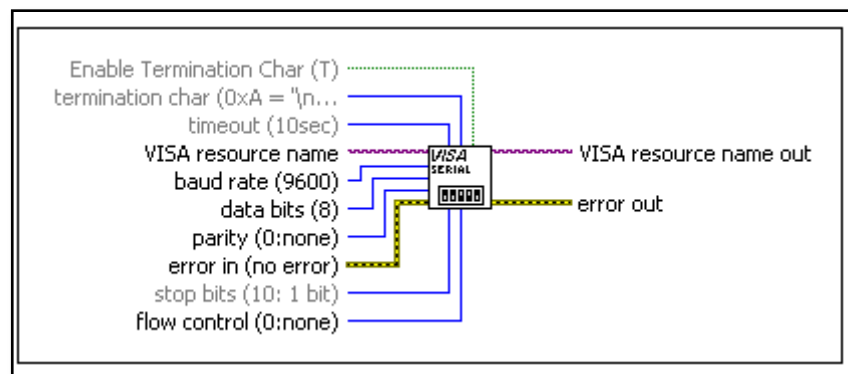 Enable Termination Char (T)
termination char (0xA = "\n...
timeout (10sec)
VISA resource name
baud rate (9600)
data bits (8)
parity (0:none)
error in (no error)
stop bits (10: 1 bit)
flow control (0:none)
VISA
SERIAL
VISA resource name out
error out